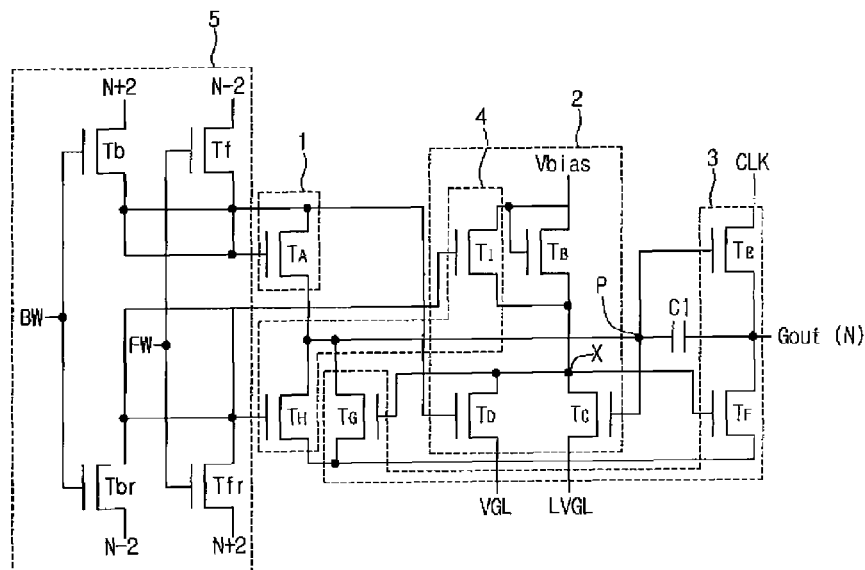 5
N+2 N-2
2
4
Tb Tf
1
Vbias
3 CLK
TA
TI TB
TE
P
C1
BW FW
Gout (N)
X
TH TG TD TC TF
Tbr Tfr
VGL LVGL
N-2 N+2